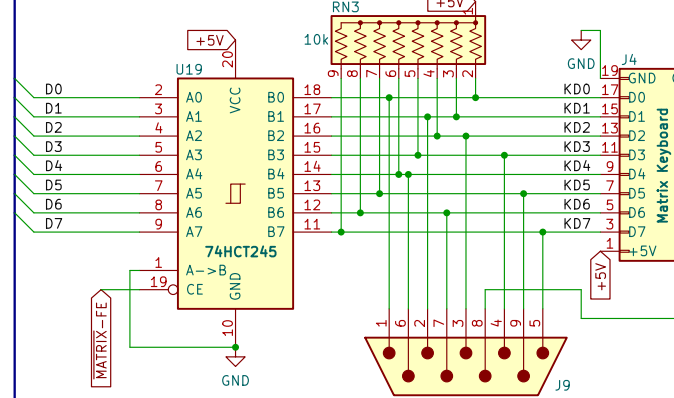 RN3
+5V
1
10k
9 8 7 6 5 4 3 2
+5V
20
U19
VCC
GND
J4
19 GND
D0 2 A0 B0 18 KD0 17 D0
D1 3 A1 B1 17 KD1 15 D1
D2 4 A2 B2 16 KD2 13 D2
D3 5 A3 B3 15 KD3 11 D3
D4 6 A4 B4 14 KD4 9 D4
D5 7 A5 B5 13 KD5 7 D5
D6 8 A6 B6 12 KD6 5 D6
D7 9 A7 B7 11 KD7 3 D7
1 +5V
Matrix Keyboard
+5V
74HCT245
1 A->B
19 CE
GND
10
MATRIX-FE
GND
1 6 2 7 3 8 4 9 5
J9